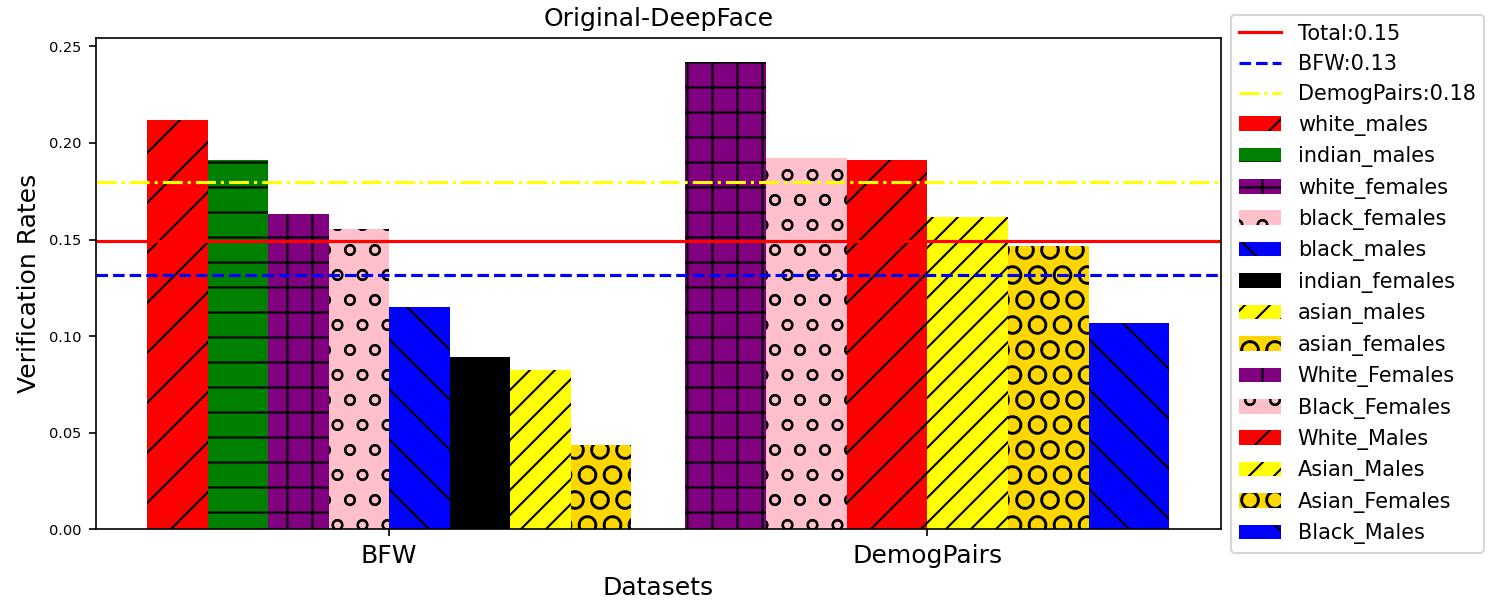 Original-DeepFace
Verification Rates
0.25
0.20
0.15
0.10
0.05
0.00
BFW
DemogPairs
Datasets
Total:0.15
BFW:0.13
DemogPairs:0.18
white_males
indian_males
white_females
black_females
black_males
indian_females
asian_males
asian_females
White_Females
Black_Females
White_Males
Asian_Males
Asian_Females
Black_Males